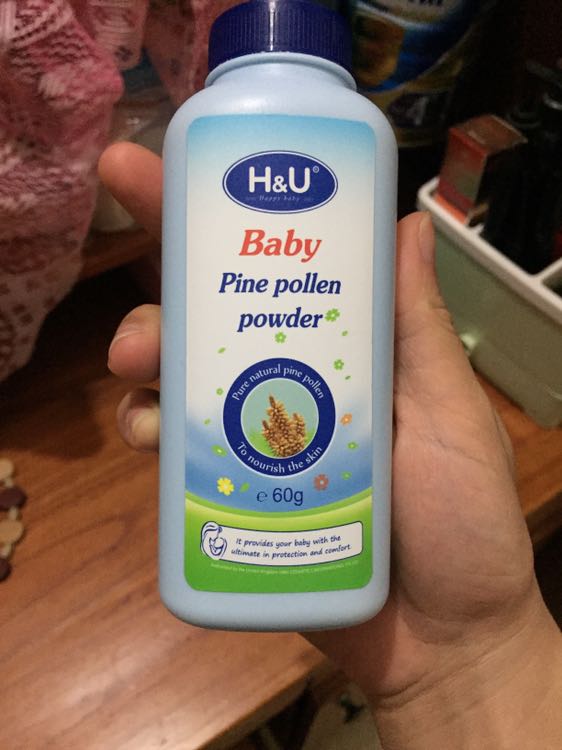 H&U®
Happy baby
Baby
Pine pollen
powder
Pure natural pine pollen
To nourish the skin
℮ 60g
It provides your baby with the
ultimate in protection and comfort